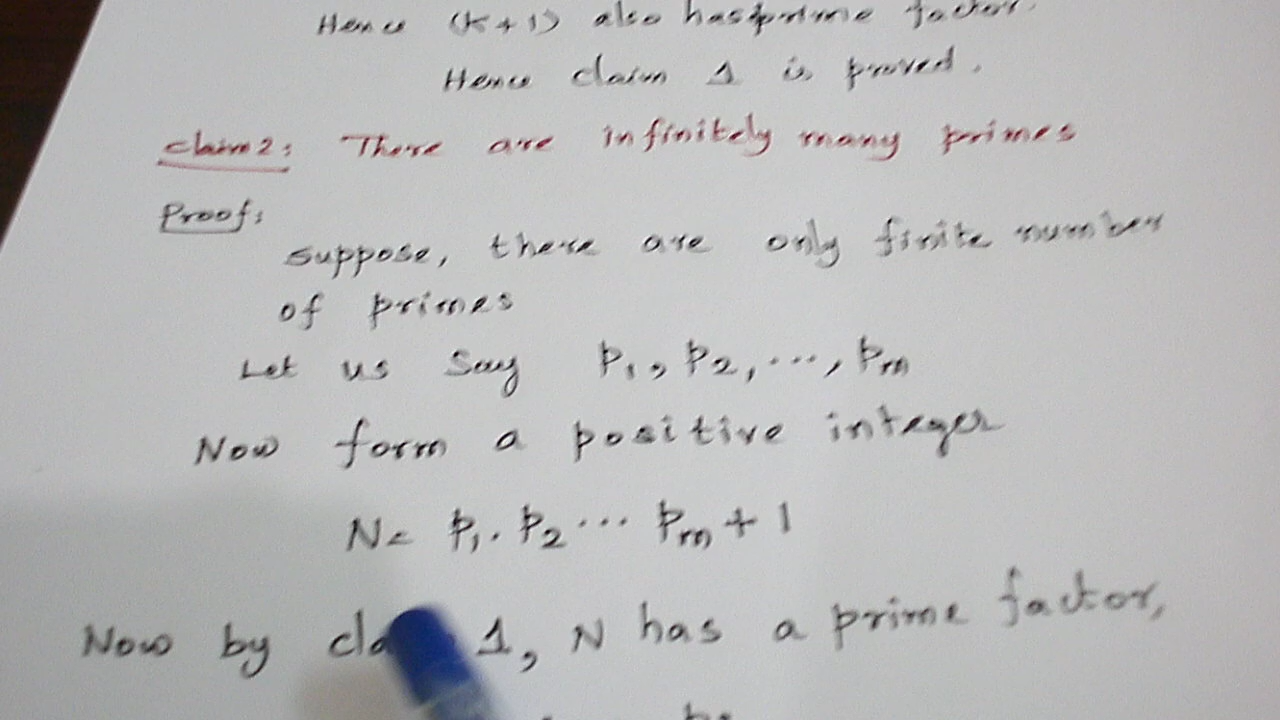 Hence (k+1) also has prime factor.
Hence claim 1 is proved.
Claim 2: There are infinitely many primes
Proof:
suppose, there are only finite number
of primes
Let us say p₁, p₂, ..., pₘ
Now form a positive integer
N = p₁ . p₂ ... pₘ + 1
Now by 1, N has a prime factor,